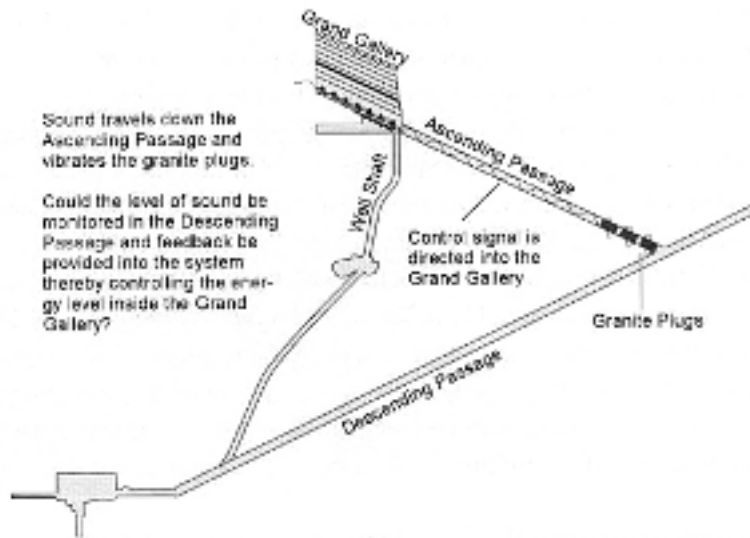 Grand Gallery
Sound travels down the
Ascending Passage and
vibrates the granite plugs.
Could the level of sound be
monitored in the Descending
Passage and feedback be
provided into the system
thereby controlling the ener-
gy level inside the Grand
Gallery?
Ascending Passage
Well Shaft
Control signal is
directed into the
Grand Gallery
Granite Plugs
Descending Passage